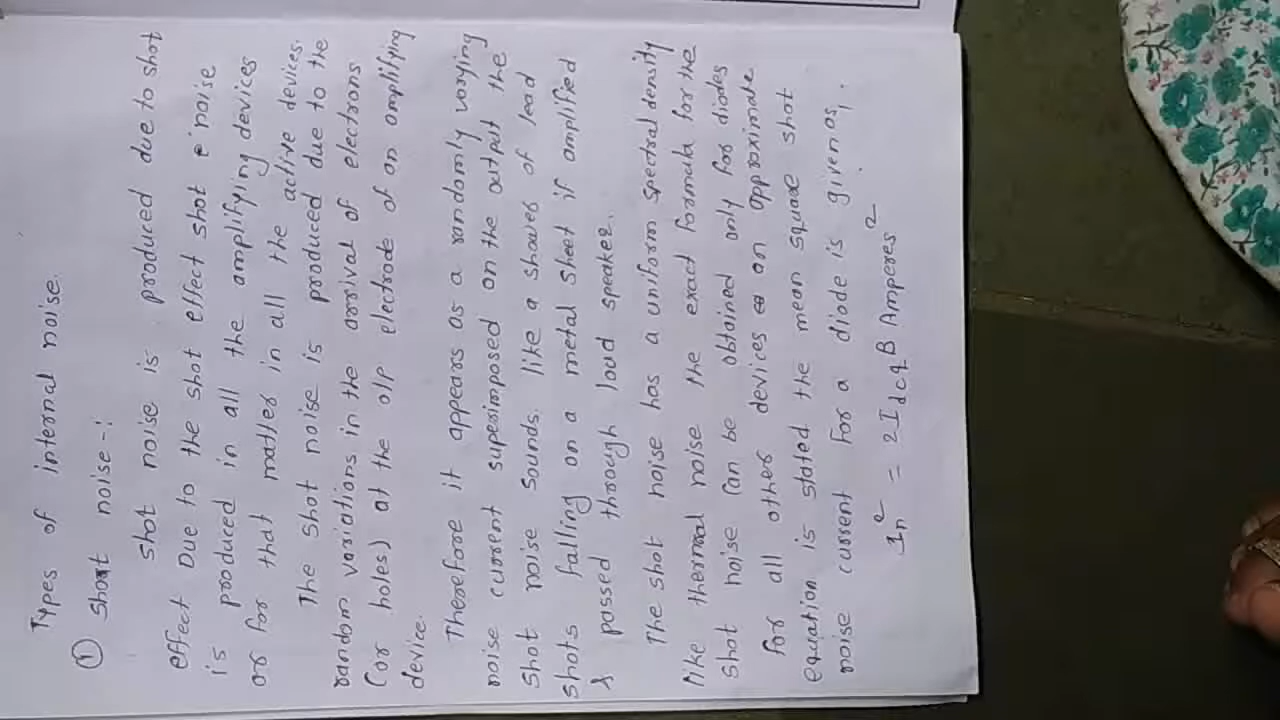 Types of internal noise.
① Shot noise -:
shot noise is produced due to shot
effect Due to the shot effect shot noise
is produced in all the amplifying devices
or for that matter in all the active devices.
The shot noise is produced due to the
random variations in the arrival of electrons
(or holes) at the o/p electrode of an amplifying
device.
Therefore it appears as a randomly varying
noise current superimposed on the output the
shot noise sounds like a shower of lead
shots falling on a metal sheet if amplified
& passed through loud speaker.
The shot noise has a uniform spectral density
like thermal noise the exact formula for the
shot noise can be obtained only for diodes
for all other devices an approximate
equation is stated the mean square shot
noise current for a diode is given as,
In² = 2Idc q B Amperes²